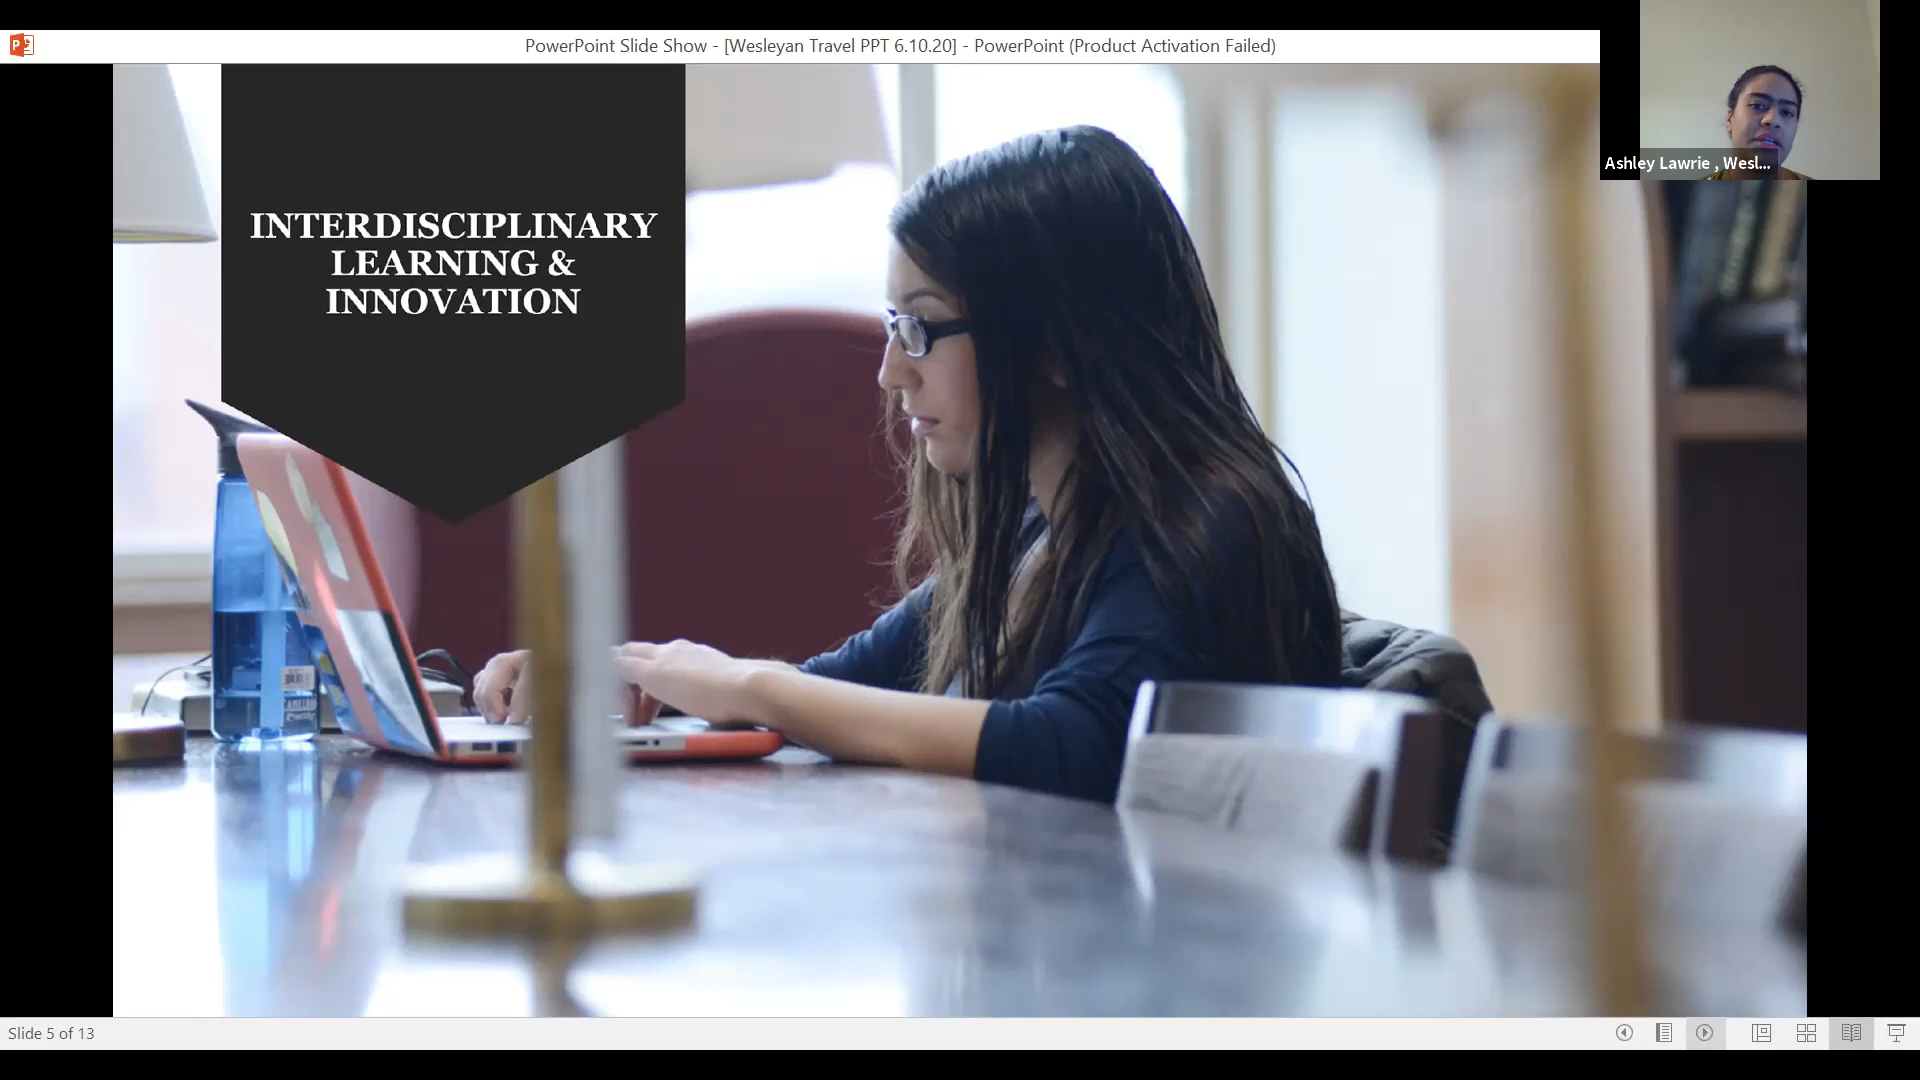 PowerPoint Slide Show - [Wesleyan Travel PPT 6.10.20] - PowerPoint (Product Activation Failed)
Ashley Lawrie , Wesl...
INTERDISCIPLINARY
LEARNING &
INNOVATION
Slide 5 of 13